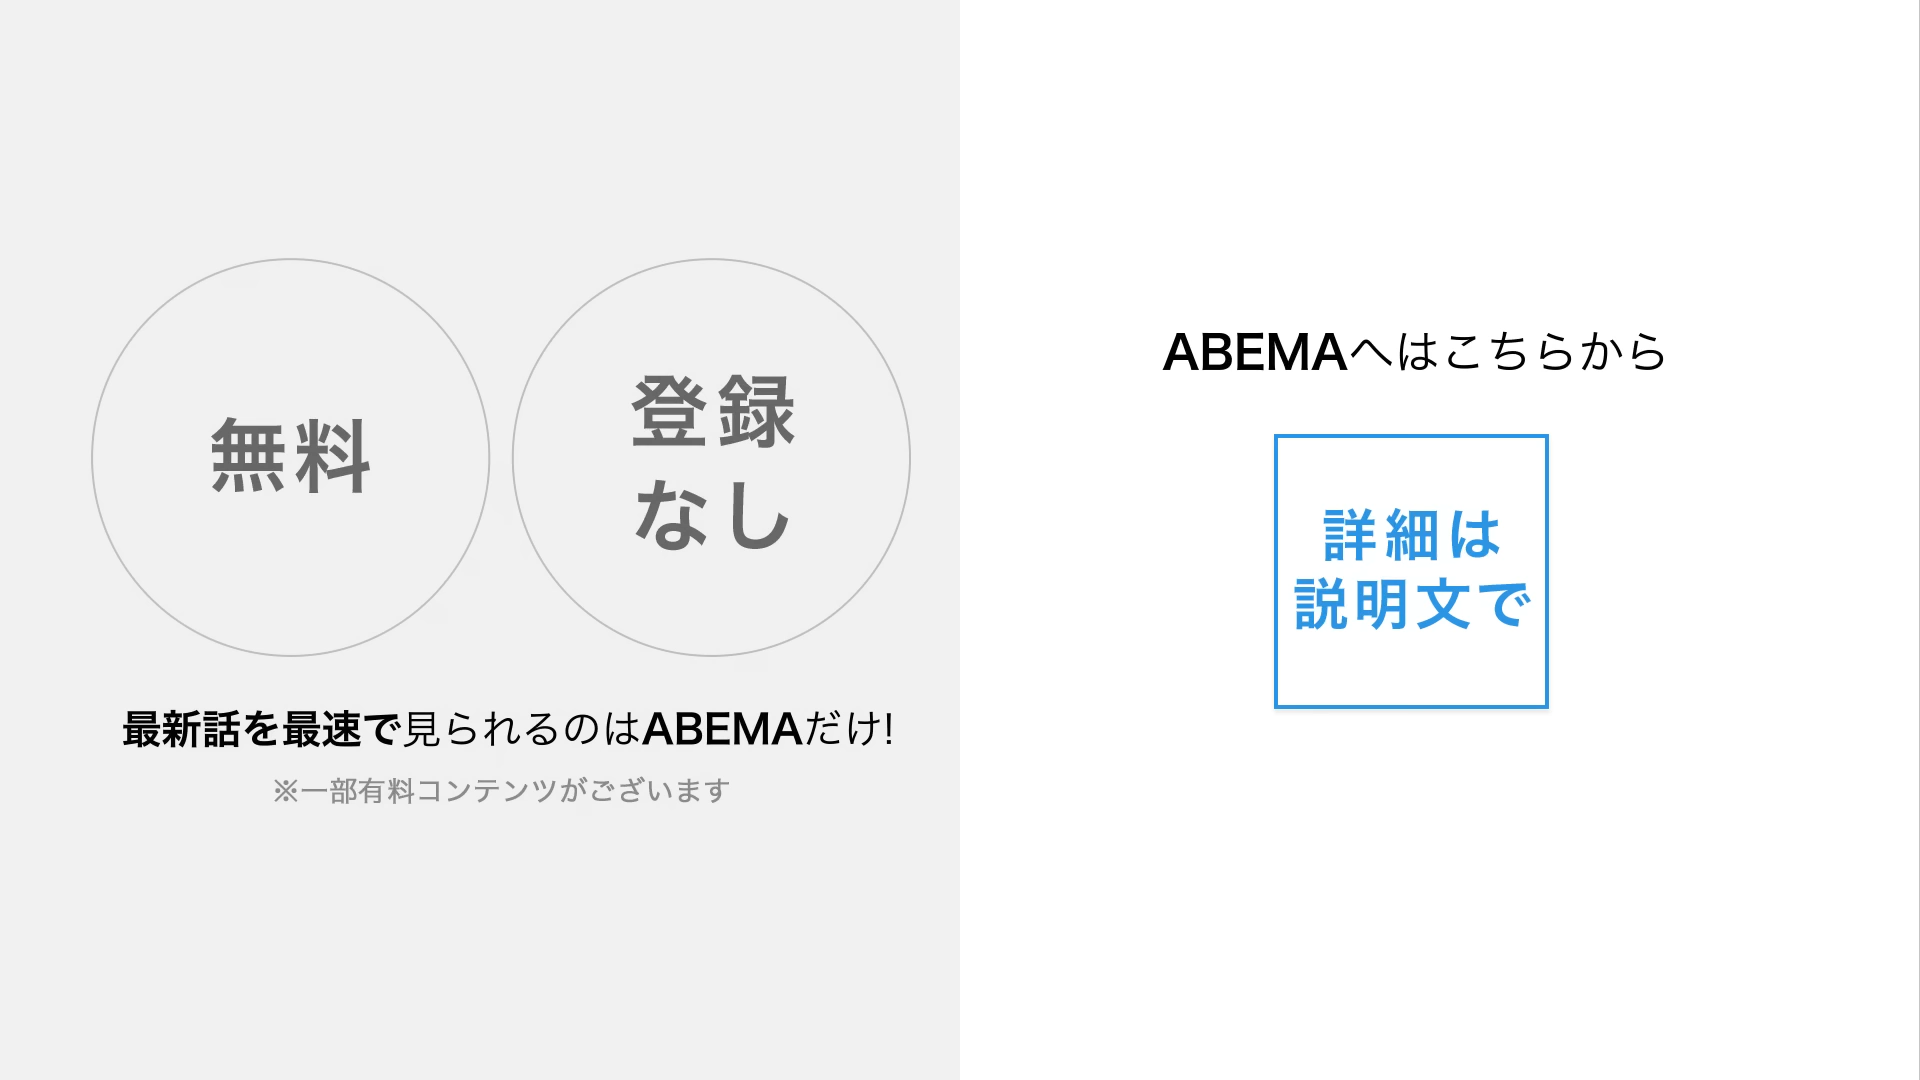 無料
登録
なし
最新話を最速で見られるのはABEMAだけ!
※一部有料コンテンツがございます
ABEMAへはこちらから
詳細は
説明文で